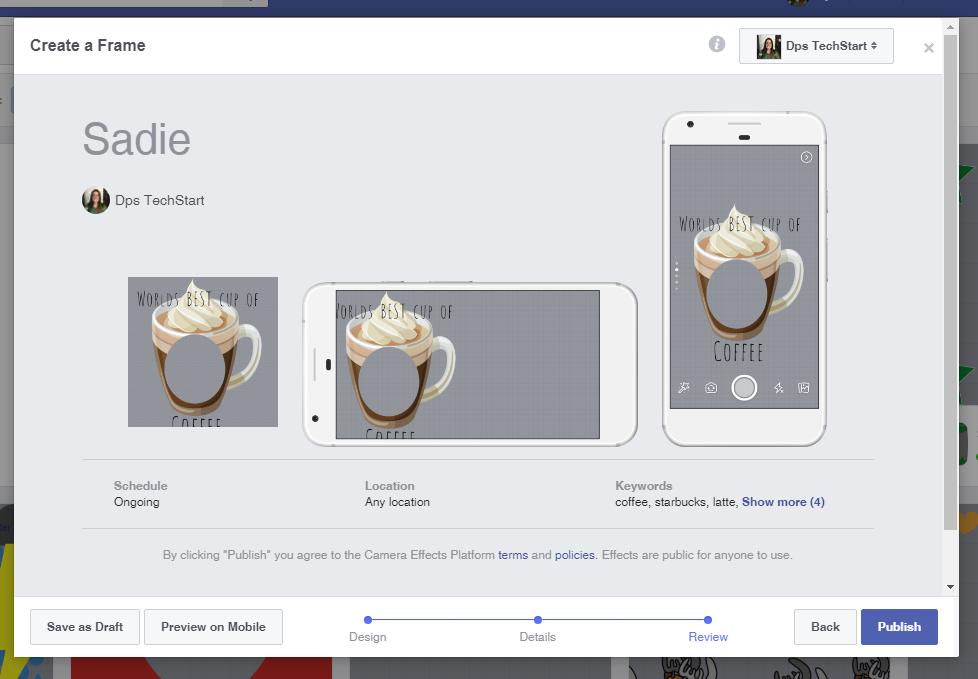 Create a Frame
Dps TechStart
Sadie
Dps TechStart
WORLDS BEST CUP OF
COFFEE
WORLDS BEST CUP OF
COFFEE
WORLDS BEST CUP OF
COFFEE
Schedule
Ongoing
Location
Any location
Keywords
coffee, starbucks, latte, Show more (4)
By clicking "Publish" you agree to the Camera Effects Platform terms and policies. Effects are public for anyone to use.
Save as Draft
Preview on Mobile
Design
Details
Review
Back
Publish